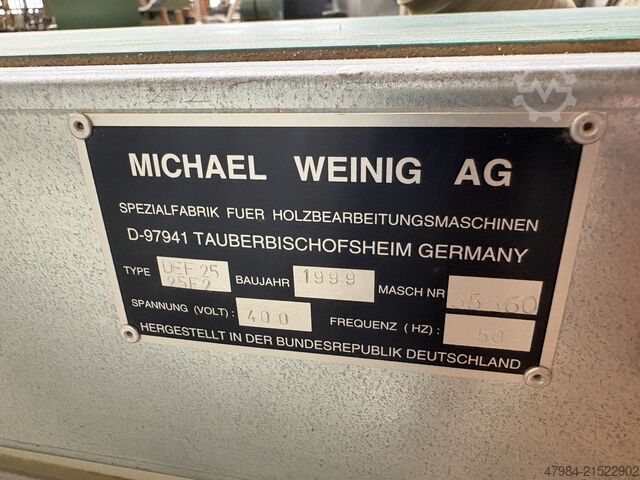 MICHAEL WEINIG AG
SPEZIALFABRIK FUER HOLZBEARBEITUNGSMASCHINEN
D-97941 TAUBERBISCHOFSHEIM GERMANY
TYPE BAUJAHR 1999 MASCH NR
SPANNUNG (VOLT): 400 FREQUENZ (HZ): 50
HERGESTELLT IN DER BUNDESREPUBLIK DEUTSCHLAND
47984-21522902